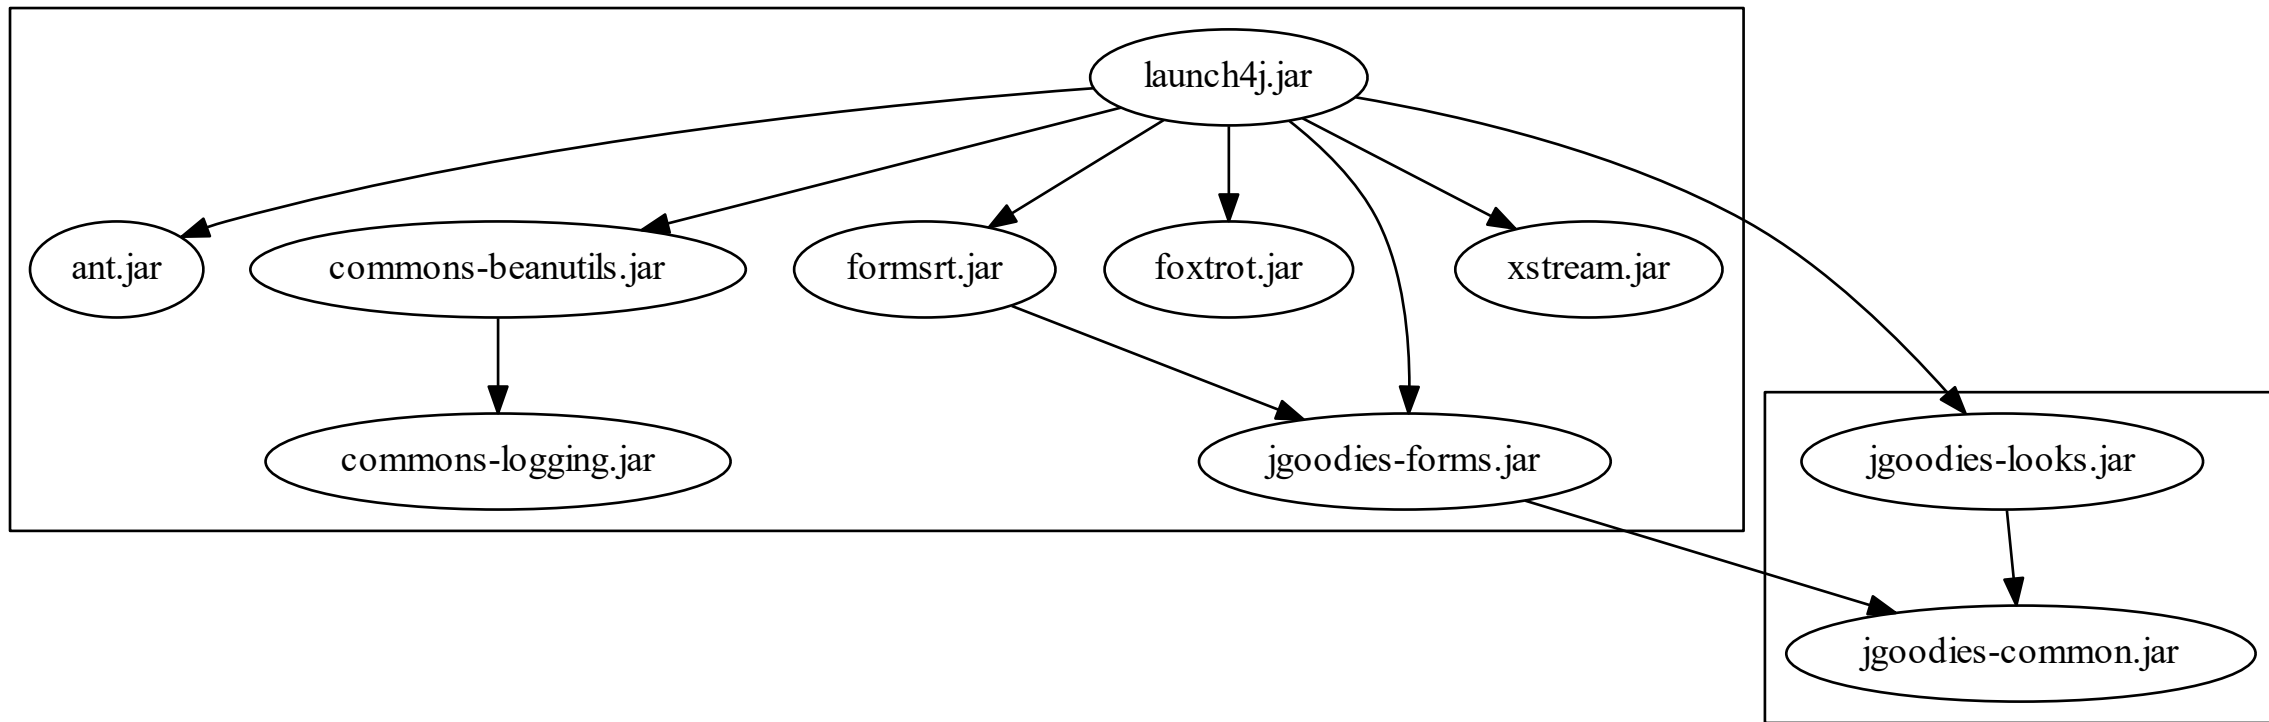 launch4j.jar
ant.jar
commons-beanutils.jar
formsrt.jar
foxtrot.jar
xstream.jar
commons-logging.jar
jgoodies-forms.jar
jgoodies-looks.jar
jgoodies-common.jar